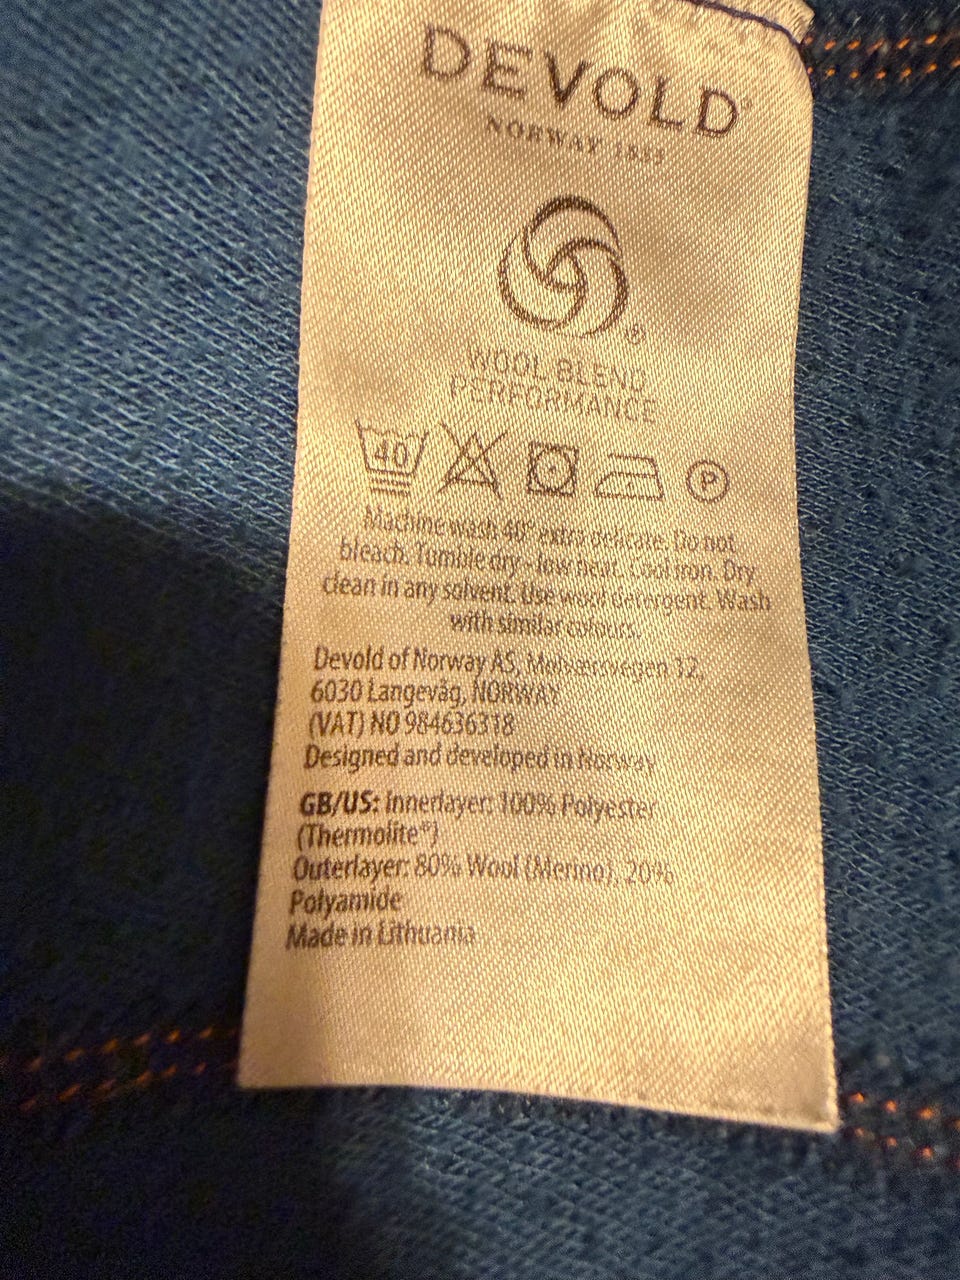 DEVOLD®
NORWAY 1853
®
WOOL BLEND
PERFORMANCE
40
P
Machine wash 40° extra delicate. Do not
bleach. Tumble dry - low heat. Cool iron. Dry
clean in any solvent. Use wool detergent. Wash
with similar colours.
Devold of Norway AS, Molværsvegen 12,
6030 Langevåg, NORWAY
(VAT) NO 984636318
Designed and developed in Norway
GB/US: Innerlayer: 100% Polyester
(Thermolite®)
Outerlayer: 80% Wool (Merino), 20%
Polyamide
Made in Lithuania